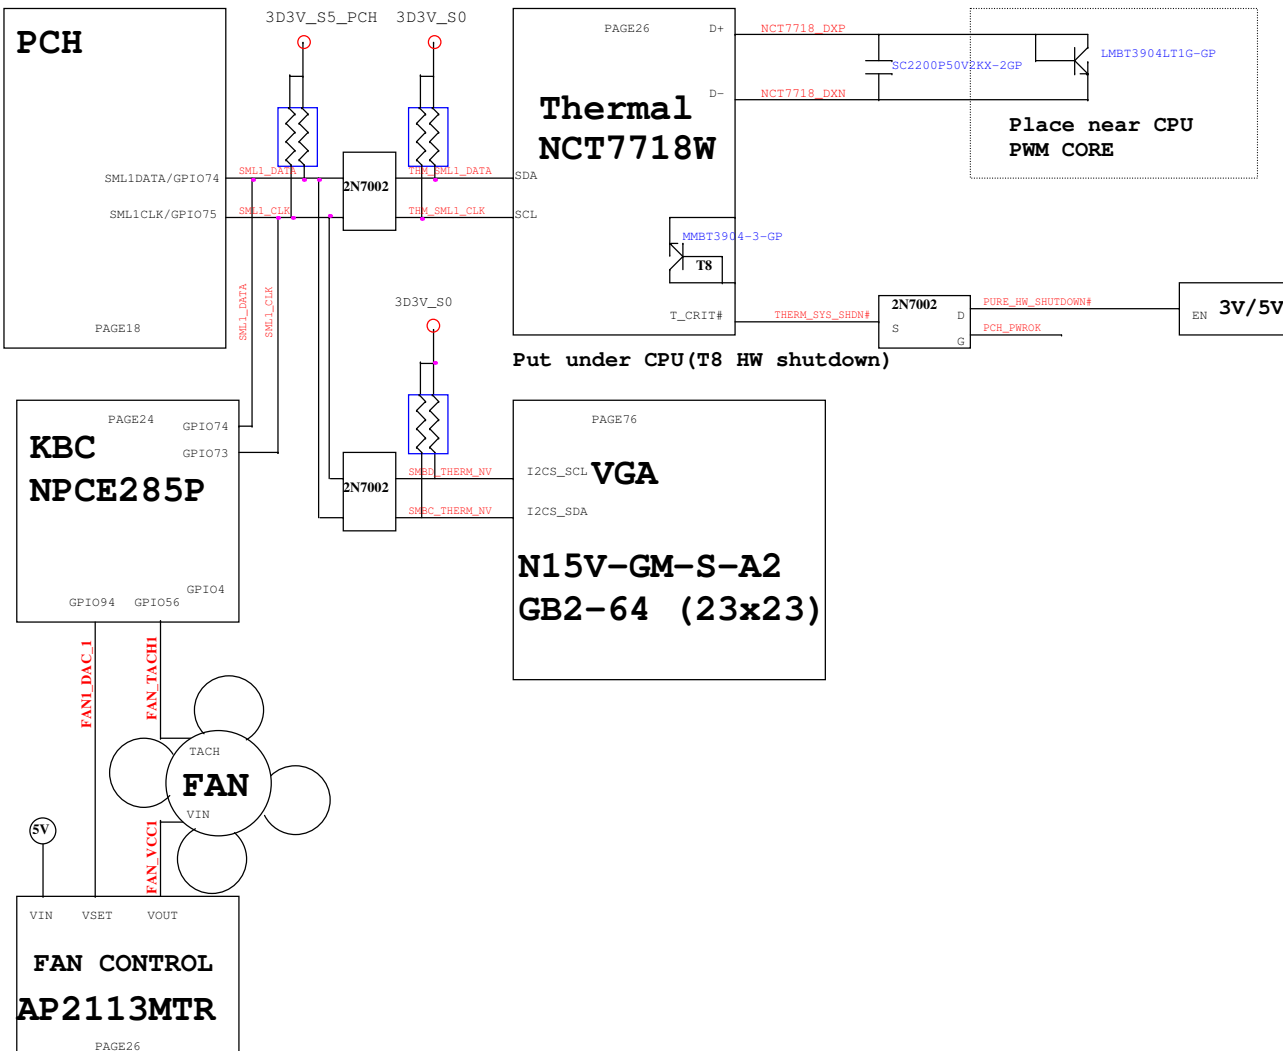 3D3V_S5_PCH
3D3V_S0
PCH
SML1DATA/GPIO74
SML1CLK/GPIO75
PAGE18
SML1_DATA
SML1_CLK
2N7002
THM_SML1_DATA
THM_SML1_CLK
PAGE26
D+
D-
Thermal
NCT7718W
SDA
SCL
MMBT3904-3-GP
T8
T_CRIT#
NCT7718_DXP
NCT7718_DXN
SC2200P50V2KX-2GP
LMBT3904LT1G-GP
Place near CPU
PWM CORE
THERM_SYS_SHDN#
2N7002
S
D
G
PURE_HW_SHUTDOWN#
PCH_PWROK
EN
3V/5V
Put under CPU(T8 HW shutdown)
SML1_DATA
SML1_CLK
3D3V_S0
PAGE24
GPIO74
GPIO73
KBC
NPCE285P
GPIO4
GPIO94
GPIO56
2N7002
SMBD_THERM_NV
SMBC_THERM_NV
PAGE76
I2CS_SCL
VGA
I2CS_SDA
N15V-GM-S-A2
GB2-64 (23x23)
FAN1_DAC_1
FAN_TACH1
TACH
FAN
VIN
5V
FAN_VCC1
VIN
VSET
VOUT
FAN CONTROL
AP2113MTR
PAGE26